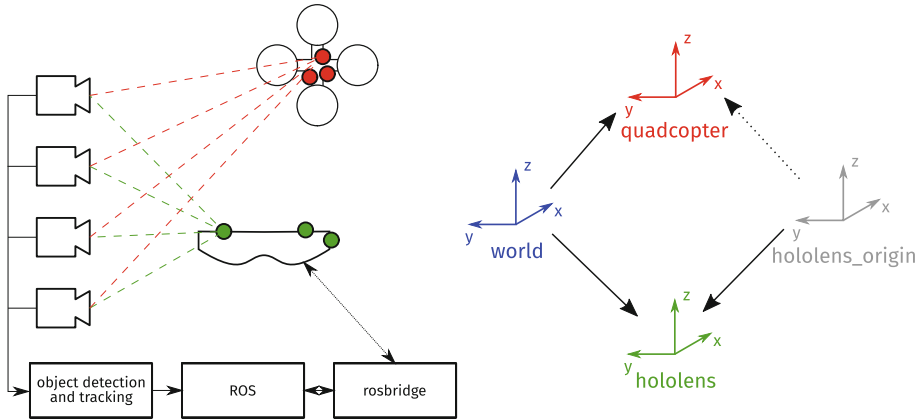 z
x
y
quadcopter
z
x
y
world
z
x
y
hololens_origin
z
x
y
hololens
object detection
and tracking
ROS
rosbridge